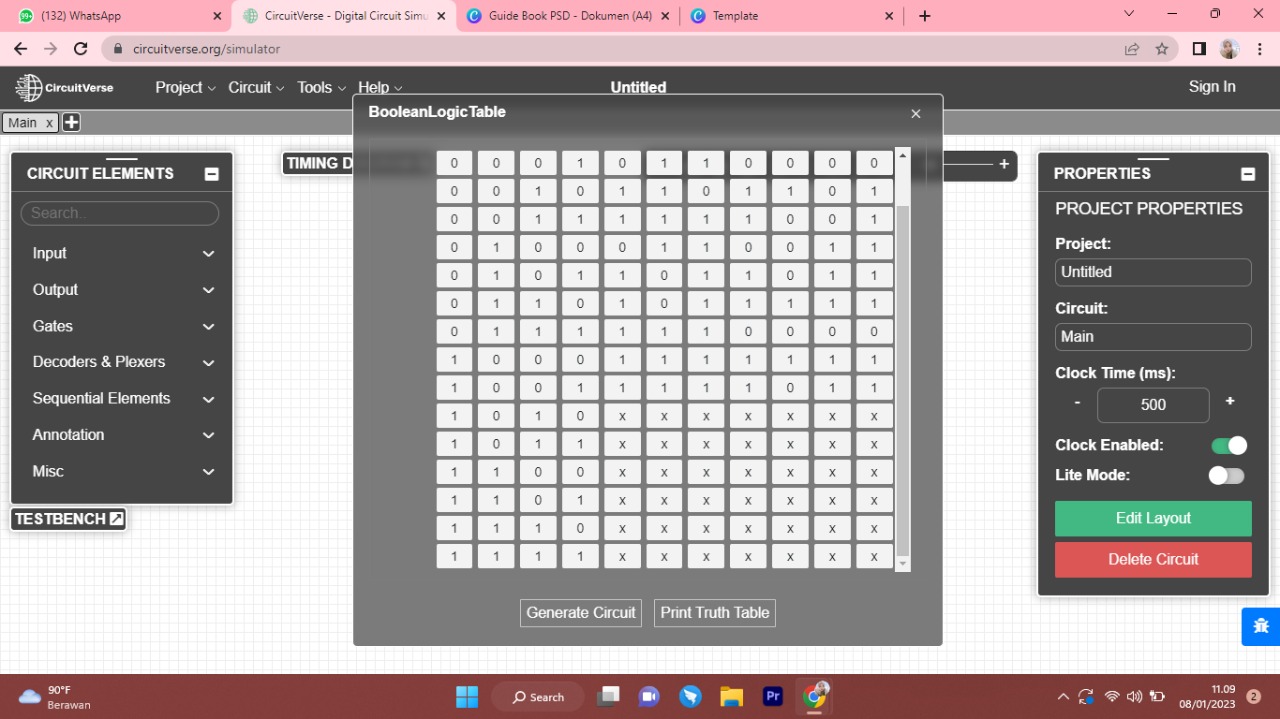 (132) WhatsApp
CircuitVerse - Digital Circuit Simu
Guide Book PSD - Dokumen (A4)
Template
circuitverse.org/simulator
CircuitVerse
Project
Circuit
Tools
Help
Untitled
Sign In
Main x
BooleanLogicTable
TIMING D
CIRCUIT ELEMENTS
Search..
Input
Output
Gates
Decoders & Plexers
Sequential Elements
Annotation
Misc
TESTBENCH
0 0 0 1 0 1 1 0 0 0 0
0 0 1 0 1 1 0 1 1 0 1
0 0 1 1 1 1 1 1 0 0 1
0 1 0 0 0 1 1 0 0 1 1
0 1 0 1 1 0 1 1 0 1 1
0 1 1 0 1 0 1 1 1 1 1
0 1 1 1 1 1 1 0 0 0 0
1 0 0 0 1 1 1 1 1 1 1
1 0 0 1 1 1 1 1 0 1 1
1 0 1 0 x x x x x x x
1 0 1 1 x x x x x x x
1 1 0 0 x x x x x x x
1 1 0 1 x x x x x x x
1 1 1 0 x x x x x x x
1 1 1 1 x x x x x x x
Generate Circuit
Print Truth Table
PROPERTIES
PROJECT PROPERTIES
Project:
Untitled
Circuit:
Main
Clock Time (ms):
- 500 +
Clock Enabled:
Lite Mode:
Edit Layout
Delete Circuit
90°F
Berawan
Search
Pr
11.09
08/01/2023
2